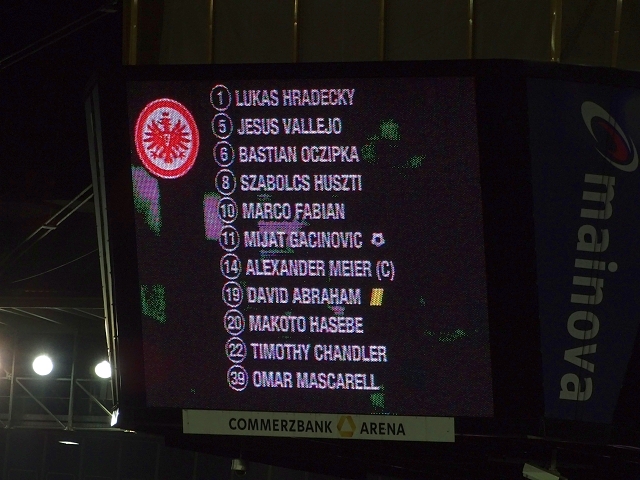 1 LUKAS HRADECKY
5 JESUS VALLEJO
6 BASTIAN OCZIPKA
8 SZABOLCS HUSZTI
10 MARCO FABIAN
11 MIJAT GACINOVIC
14 ALEXANDER MEIER (C)
19 DAVID ABRAHAM
20 MAKOTO HASEBE
22 TIMOTHY CHANDLER
39 OMAR MASCARELL
COMMERZBANK ARENA
mainova